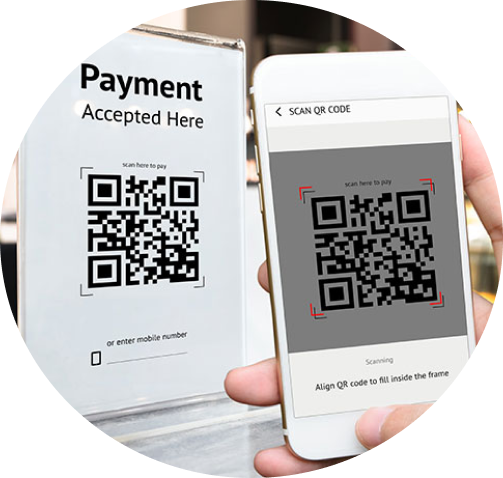 Payment
Accepted Here
scan here to pay
or enter mobile number
SCAN QR CODE
scan here to pay
Scanning
Align QR code to fill inside the frame